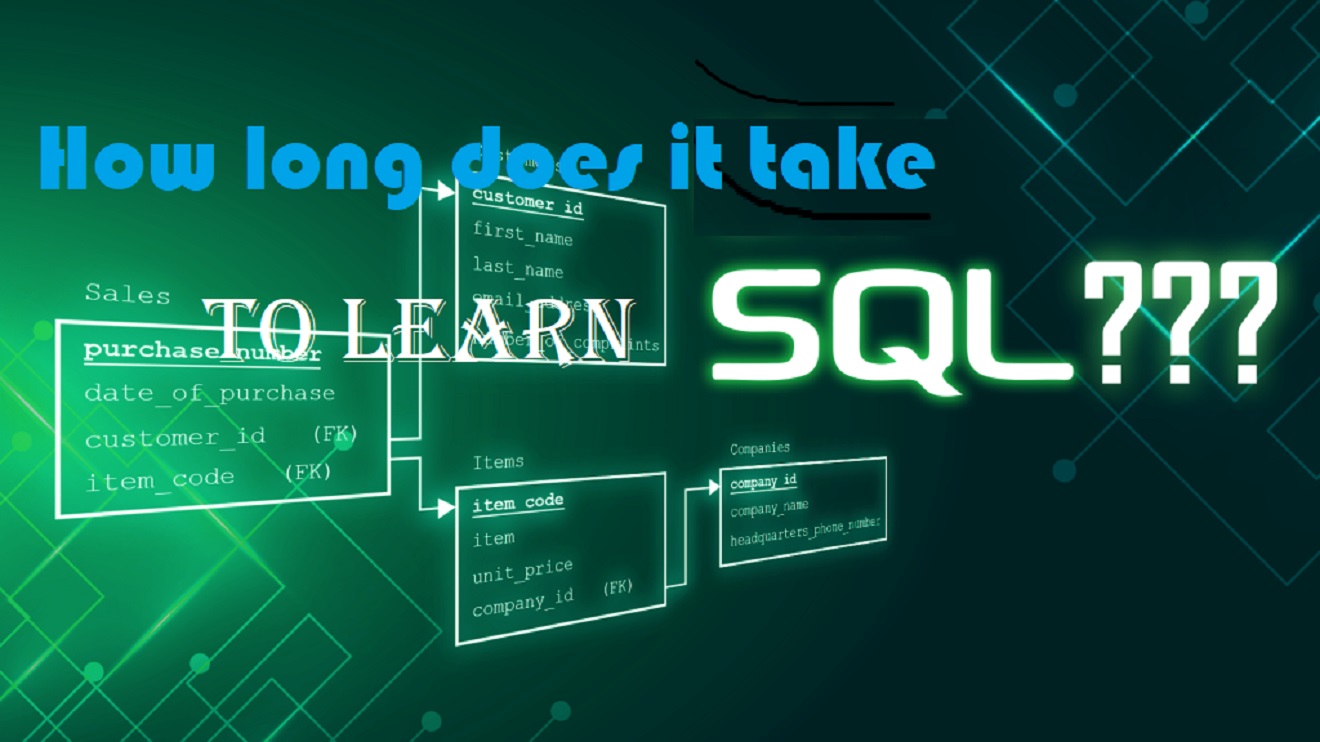 How long does it take
TO LEARN
SQL???
Sales
purchase_number
date_of_purchase
customer_id (FK)
item_code (FK)
customer_id
first_name
last_name
Items
item_code
item
unit_price
company_id (FK)
Companies
company_id
company_name
headquarters_phone_number